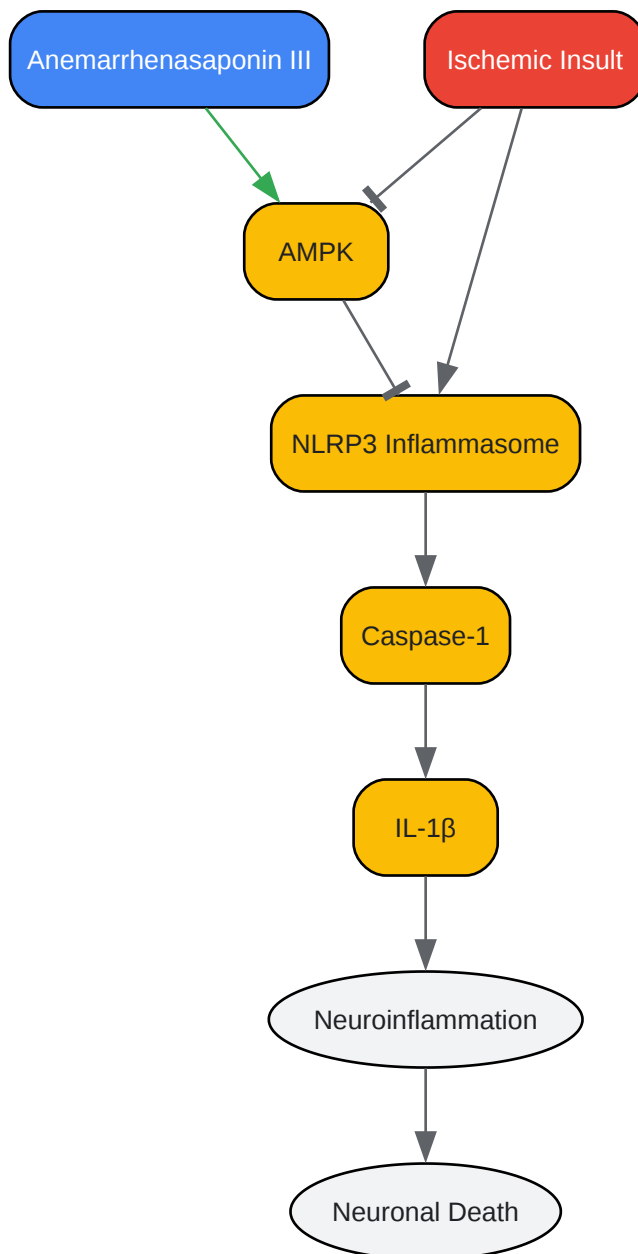 Anemarrhenasaponin III
Ischemic Insult
AMPK
NLRP3 Inflammasome
Caspase-1
IL-1β
Neuroinflammation
Neuronal Death